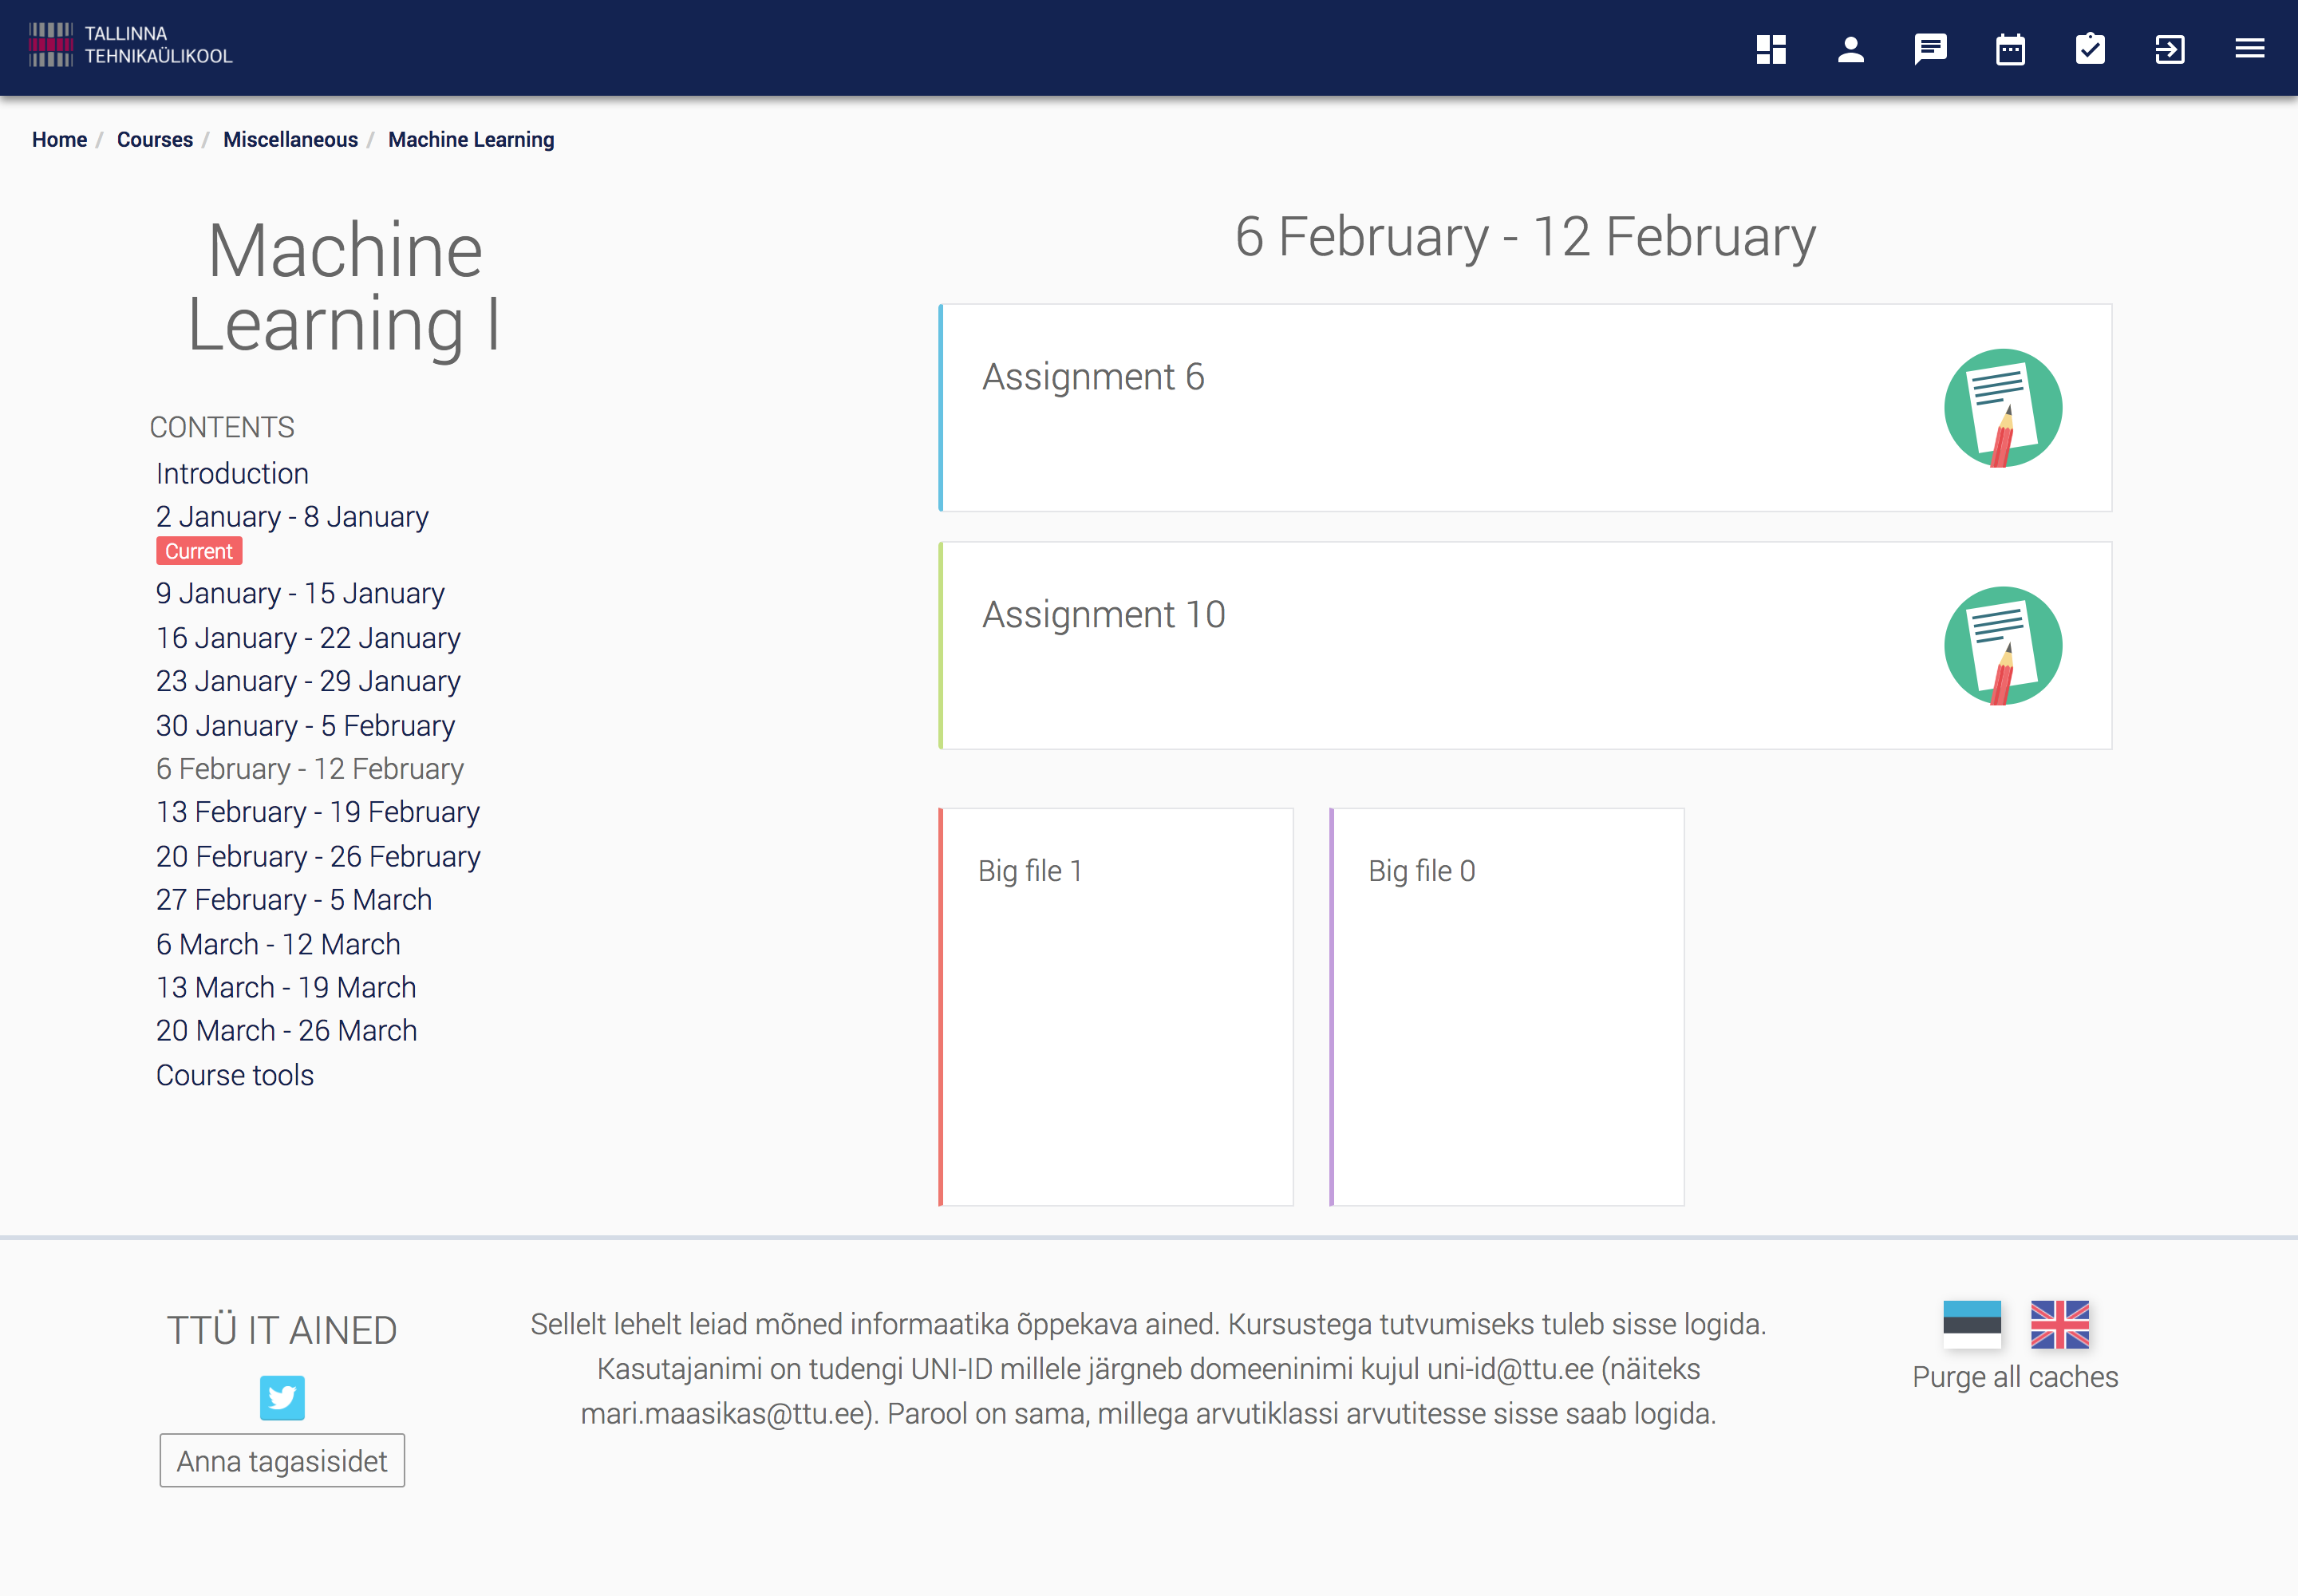 TALLINNA
TEHNIKAÜLIKOOL
Home / Courses / Miscellaneous / Machine Learning
Machine
Learning I
CONTENTS
Introduction
2 January - 8 January
Current
9 January - 15 January
16 January - 22 January
23 January - 29 January
30 January - 5 February
6 February - 12 February
13 February - 19 February
20 February - 26 February
27 February - 5 March
6 March - 12 March
13 March - 19 March
20 March - 26 March
Course tools
6 February - 12 February
Assignment 6
Assignment 10
Big file 1
Big file 0
TTÜ IT AINED
Anna tagasisidet
Sellelt lehelt leiad mõned informaatika õppekava ained. Kursustega tutvumiseks tuleb sisse logida.
Kasutajanimi on tudengi UNI-ID millele järgneb domeeninimi kujul uni-id@ttu.ee (näiteks
mari.maasikas@ttu.ee). Parool on sama, millega arvutiklassi arvutitesse sisse saab logida.
Purge all caches